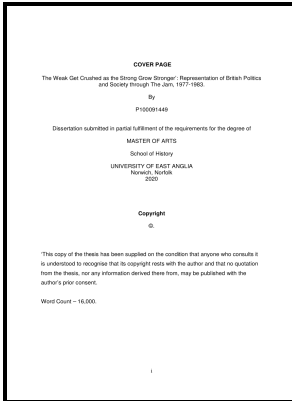 COVER PAGE
The Weak Get Crushed as the Strong Grow Stronger’: Representation of British Politics
and Society through The Jam, 1977-1983.
By
P100091449
Dissertation submitted in partial fulfillment of the requirements for the degree of
MASTER OF ARTS
School of History
UNIVERSITY OF EAST ANGLIA
Norwich, Norfolk
2020
Copyright
©.
‘This copy of the thesis has been supplied on the condition that anyone who consults it
is understood to recognise that its copyright rests with the author and that no quotation
from the thesis, nor any information derived there from, may be published with the
author’s prior consent.
Word Count – 16,000.
i